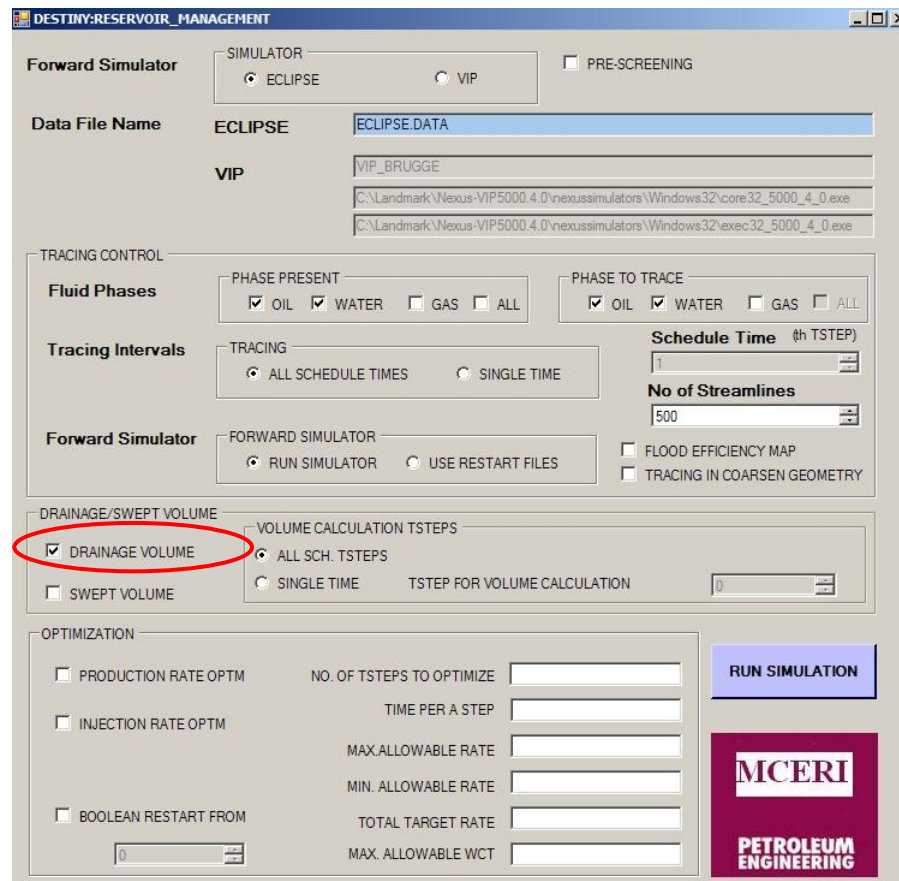 DESTINY:RESERVOIR_MANAGEMENT
Forward Simulator
SIMULATOR
ECLIPSE
VIP
PRE-SCREENING
Data File Name
ECLIPSE
ECLIPSE.DATA
VIP
VIP_BRUGGE
C:\Landmark\Nexus-VIP5000.4.0\nexussimulators\Windows32\core32_5000_4_0.exe
C:\Landmark\Nexus-VIP5000.4.0\nexussimulators\Windows32\exec32_5000_4_0.exe
TRACING CONTROL
Fluid Phases
PHASE PRESENT
OIL
WATER
GAS
ALL
PHASE TO TRACE
OIL
WATER
GAS
ALL
Tracing Intervals
TRACING
ALL SCHEDULE TIMES
SINGLE TIME
Schedule Time (th TSTEP)
1
No of Streamlines
500
Forward Simulator
FORWARD SIMULATOR
RUN SIMULATOR
USE RESTART FILES
FLOOD EFFICIENCY MAP
TRACING IN COARSEN GEOMETRY
DRAINAGE/SWEPT VOLUME
DRAINAGE VOLUME
SWEPT VOLUME
VOLUME CALCULATION TSTEPS
ALL SCH. TSTEPS
SINGLE TIME
TSTEP FOR VOLUME CALCULATION
0
OPTIMIZATION
PRODUCTION RATE OPTM
INJECTION RATE OPTM
BOOLEAN RESTART FROM
0
NO. OF TSTEPS TO OPTIMIZE
TIME PER A STEP
MAX.ALLOWABLE RATE
MIN. ALLOWABLE RATE
TOTAL TARGET RATE
MAX. ALLOWABLE WCT
RUN SIMULATION
MCERI
PETROLEUM
ENGINEERING